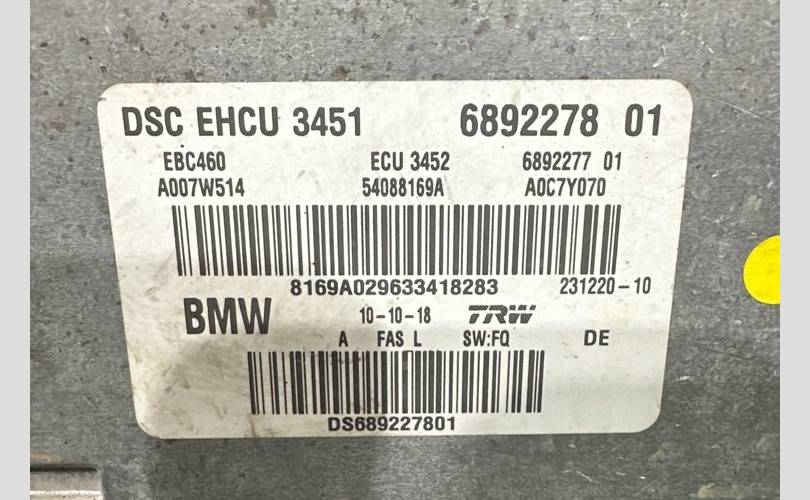 DSC EHCU 3451 6892278 01
EBC460 ECU 3452 6892277 01
A007W514 54088169A A0C7Y070
8169A029633418283 231220-10
BMW 10-10-18 TRW
A FAS L SW:FQ DE
DS689227801